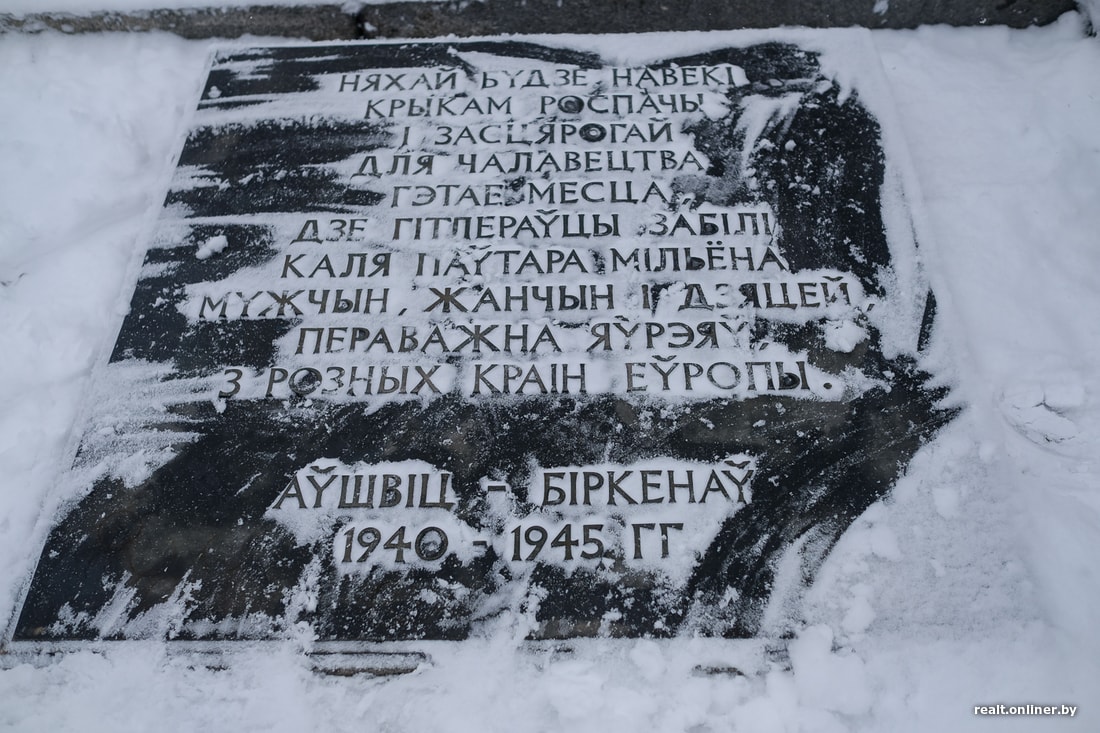 НЯХАЙ БУДЗЕ НАВЕКІ
КРЫКАМ РОСПАЧЫ
І ЗАСЦЯРОГАЙ
ДЛЯ ЧАЛАВЕЦТВА
ГЭТАЕ МЕСЦА,
ДЗЕ ГІТЛЕРАЎЦЫ ЗАБІЛІ
КАЛЯ ПАЎТАРА МІЛЬЁНА
МУЖЧЫН, ЖАНЧЫН І ДЗЯЦЕЙ,
ПЕРАВАЖНА ЯЎРЭЯЎ,
З РОЗНЫХ КРАІН ЕЎРОПЫ.
АЎШВІЦ - БІРКЕНАЎ
1940 - 1945 ГГ
realt.onliner.by